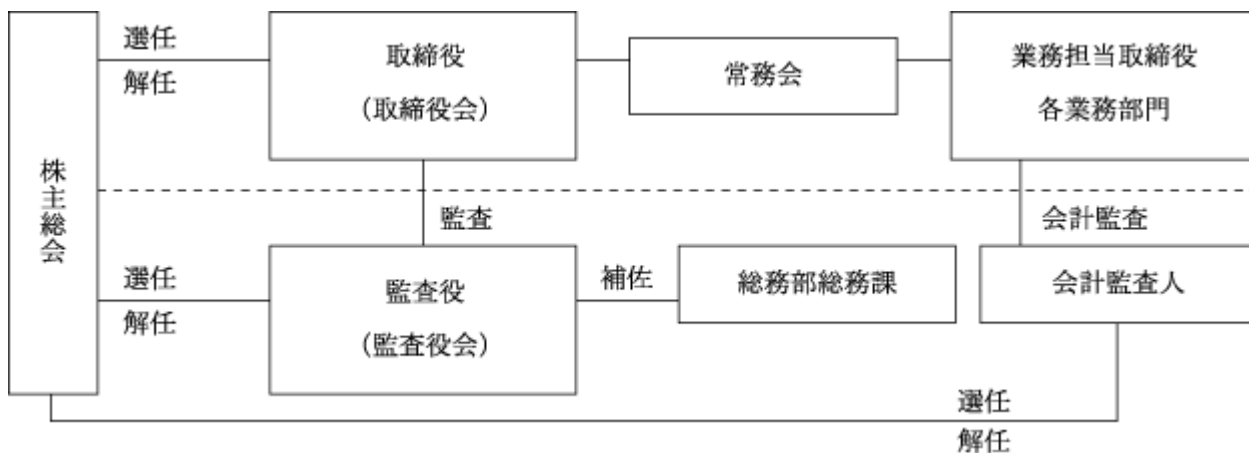 選任
解任
取締役
（取締役会）
常務会
業務担当取締役
各業務部門
株主総会
監査
会計監査
選任
解任
監査役
（監査役会）
補佐
総務部総務課
会計監査人
選任
解任